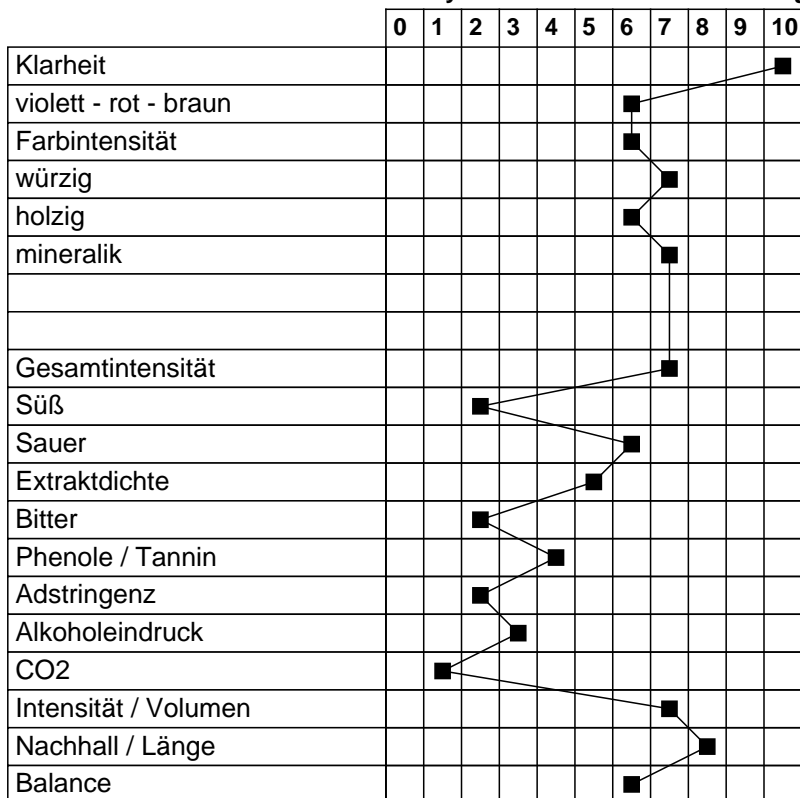 0 1 2 3 4 5 6 7 8 9 10
Klarheit
violett - rot - braun
Farbintensität
würzig
holzig
mineralik
Gesamtintensität
Süß
Sauer
Extraktdichte
Bitter
Phenole / Tannin
Adstringenz
Alkoholeindruck
CO2
Intensität / Volumen
Nachhall / Länge
Balance